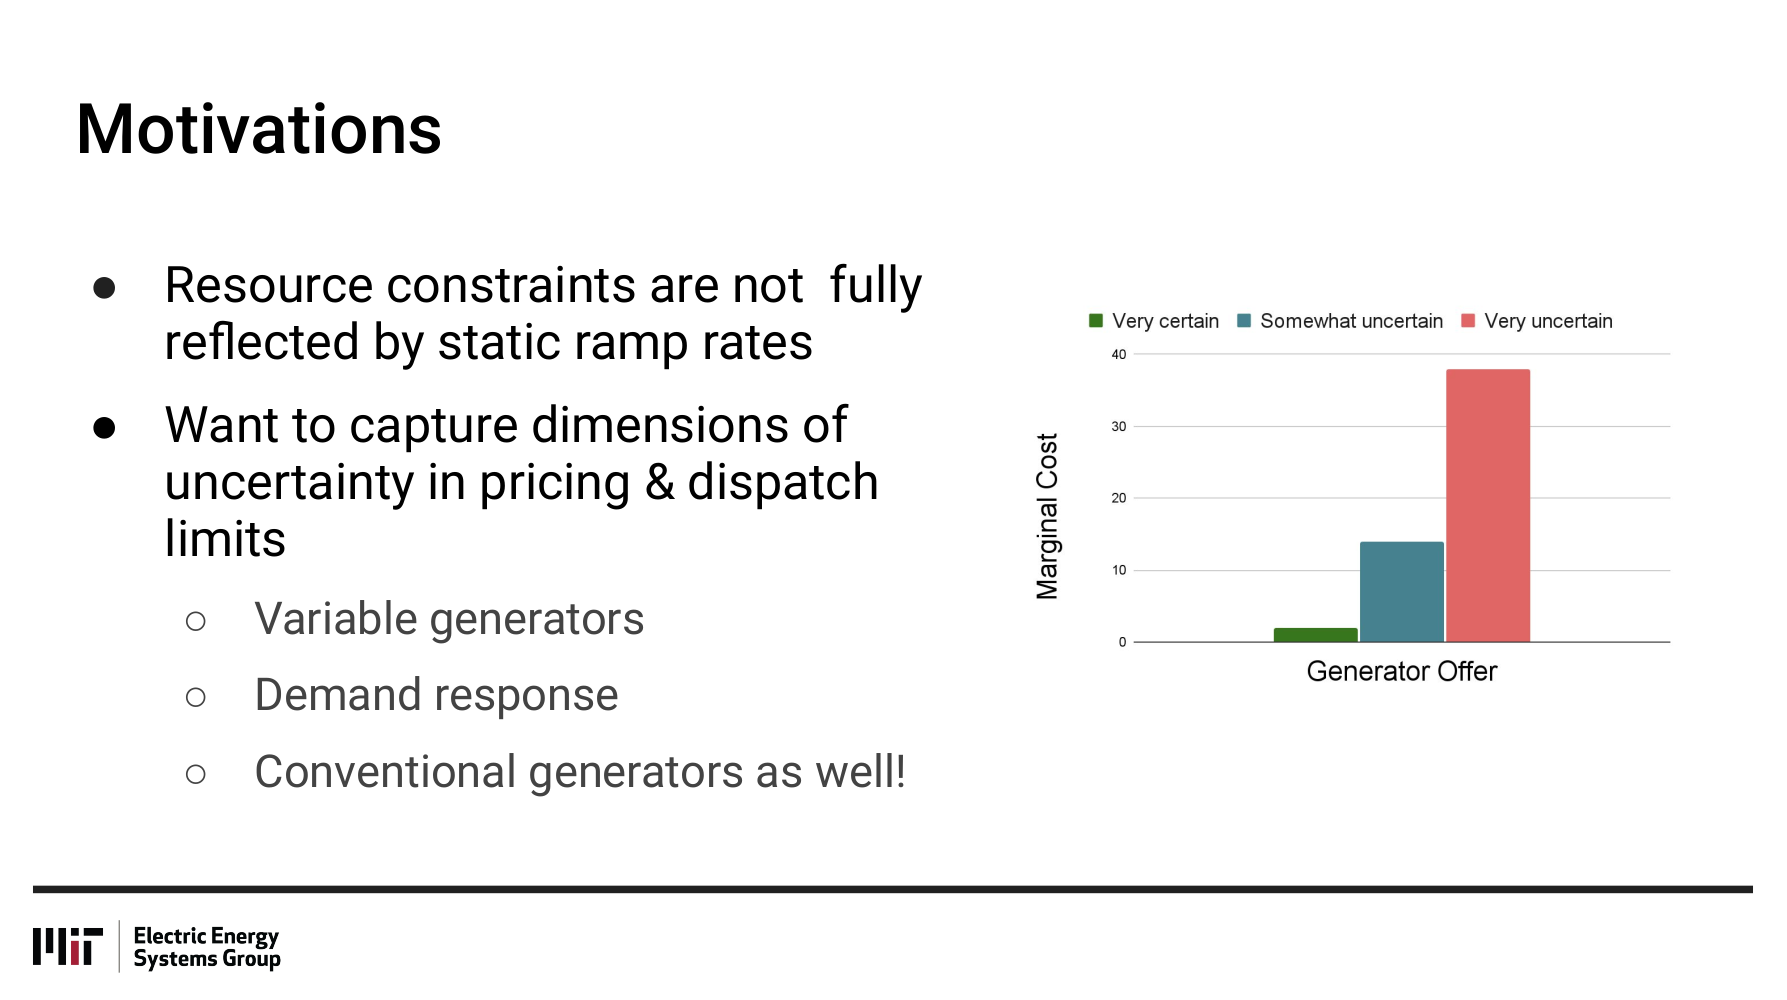 Motivations
● Resource constraints are not  fully
reflected by static ramp rates
● Want to capture dimensions of
uncertainty in pricing & dispatch
limits
○ Variable generators
○ Demand response
○ Conventional generators as well!
Very certain Somewhat uncertain Very uncertain
40
30
20
10
0
Marginal Cost
Generator Offer
MIT
Electric Energy
Systems Group